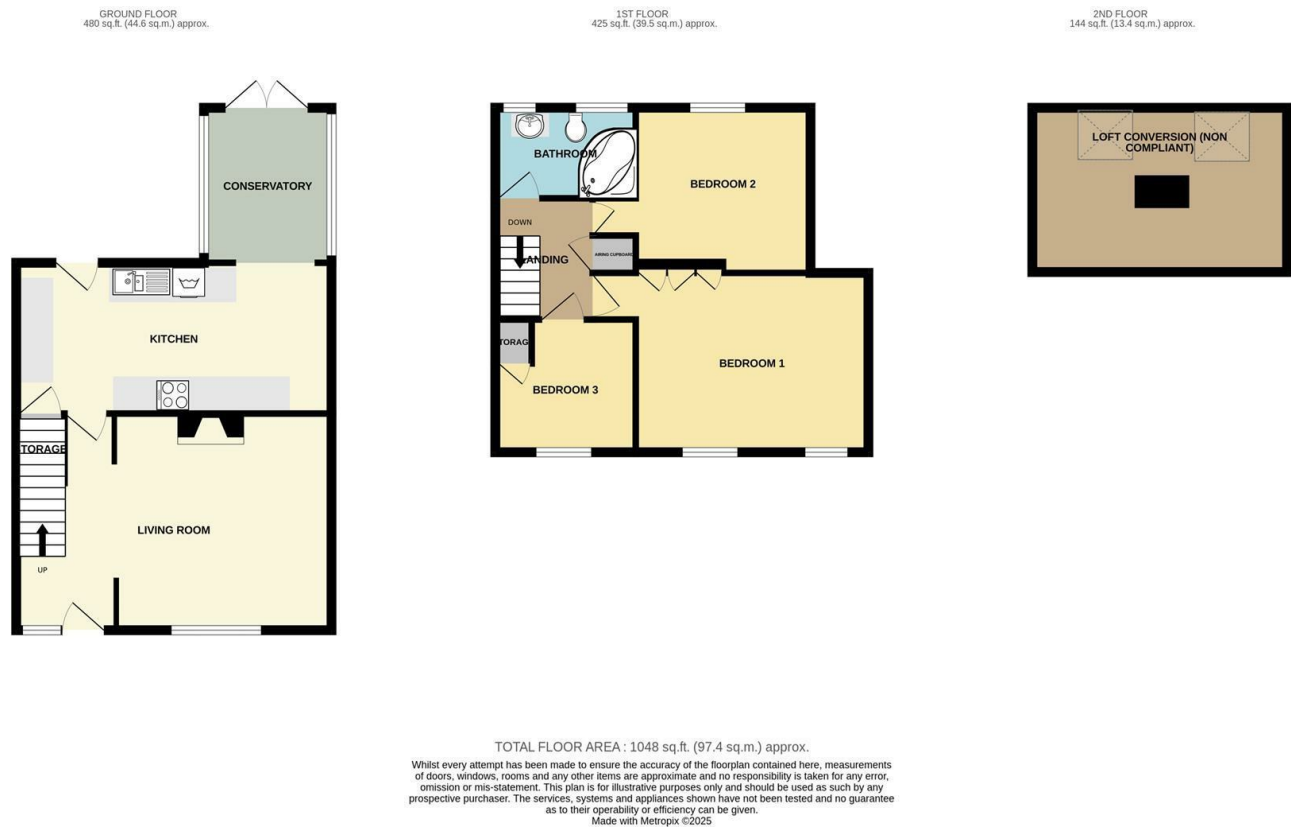 GROUND FLOOR
480 sq.ft. (44.6 sq.m.) approx.
1ST FLOOR
425 sq.ft. (39.5 sq.m.) approx.
2ND FLOOR
144 sq.ft. (13.4 sq.m.) approx.
CONSERVATORY
KITCHEN
TORAGE
LIVING ROOM
UP
BATHROOM
BEDROOM 2
DOWN
LANDING
AIRING CUPBOARD
TORAG
BEDROOM 3
BEDROOM 1
LOFT CONVERSION (NON
COMPLIANT)
TOTAL FLOOR AREA : 1048 sq.ft. (97.4 sq.m.) approx.
Whilst every attempt has been made to ensure the accuracy of the floorplan contained here, measurements
of doors, windows, rooms and any other items are approximate and no responsibility is taken for any error,
omission or mis-statement. This plan is for illustrative purposes only and should be used as such by any
prospective purchaser. The services, systems and appliances shown have not been tested and no guarantee
as to their operability or efficiency can be given.
Made with Metropix ©2025